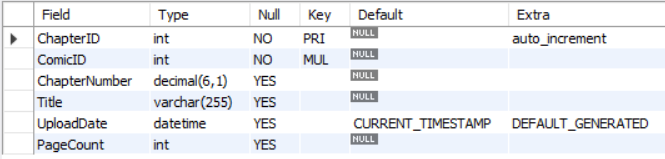 Field Type Null Key Default Extra
ChapterID int NO PRI NULL auto_increment
ComicID int NO MUL NULL
ChapterNumber decimal(6,1) YES NULL
Title varchar(255) YES NULL
UploadDate datetime YES CURRENT_TIMESTAMP DEFAULT_GENERATED
PageCount int YES NULL